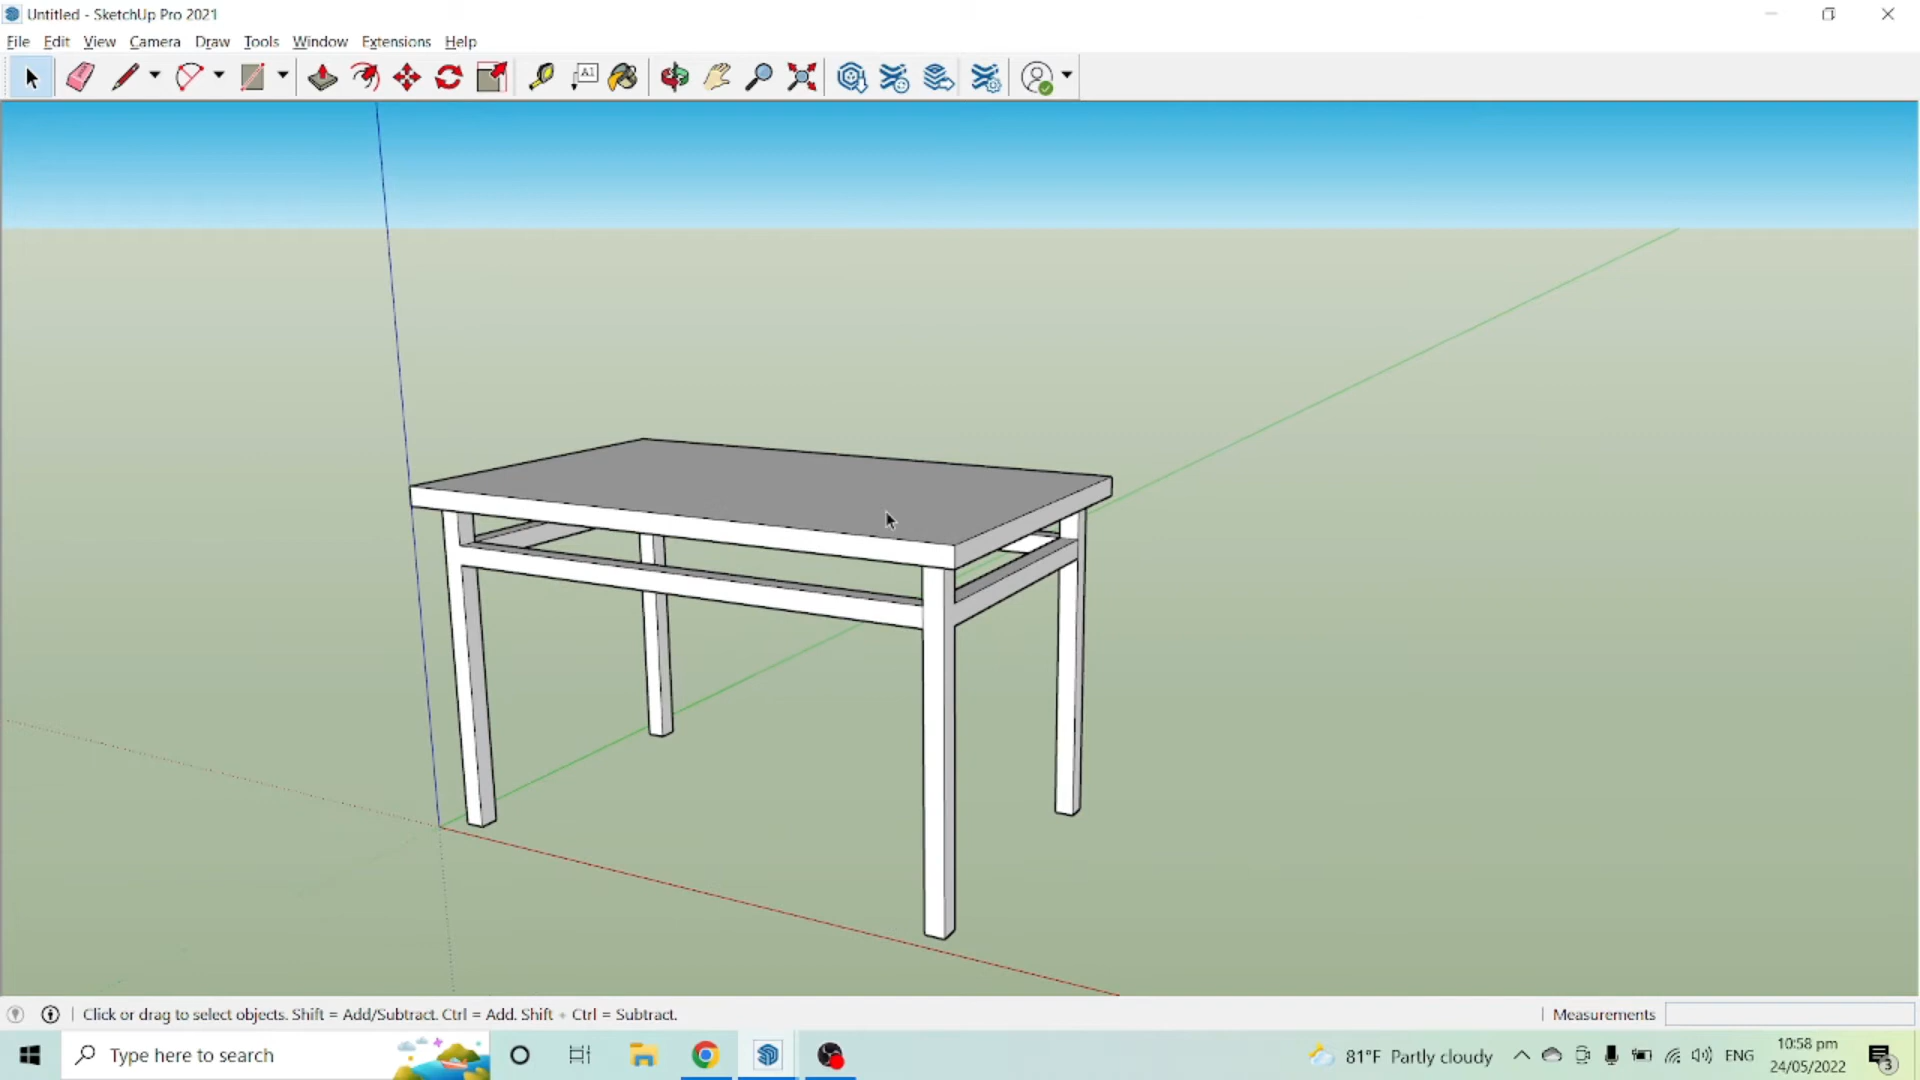 Untitled - SketchUp Pro 2021
File Edit View Camera Draw Tools Window Extensions Help
A1
Click or drag to select objects. Shift = Add/Subtract. Ctrl = Add. Shift + Ctrl = Subtract.
Measurements
Type here to search
81°F Partly cloudy
ENG
10:58 pm
24/05/2022
3